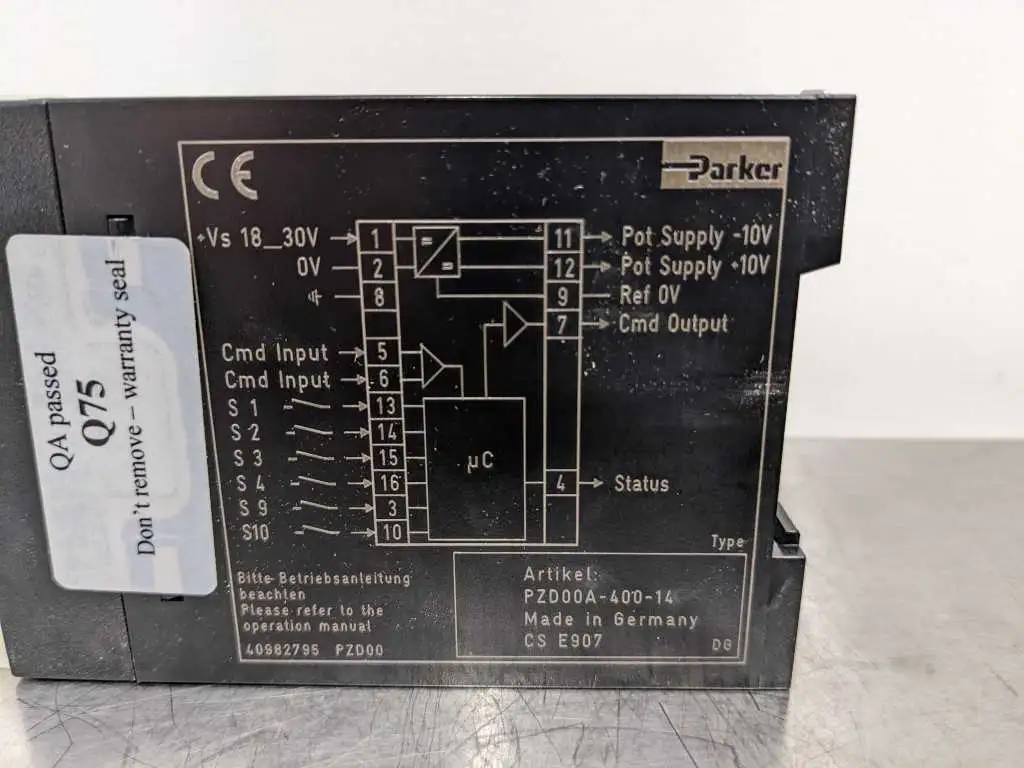 CE
Parker
+Vs 18_30V 1 11 Pot Supply -10V
0V 2 = = 12 Pot Supply +10V
8 9 Ref 0V
7 Cmd Output
Cmd Input 5
Cmd Input 6
S 1 13
S 2 14
S 3 15
S 4 16 µC 4 Status
S 9 3
S10 10
Type
Bitte Betriebsanleitung
beachten
Please refer to the
operation manual
40982795 PZD00
Artikel:
PZD00A-400-14
Made in Germany
CS E907
DG
QA passed
Q75
Don't remove – warranty seal